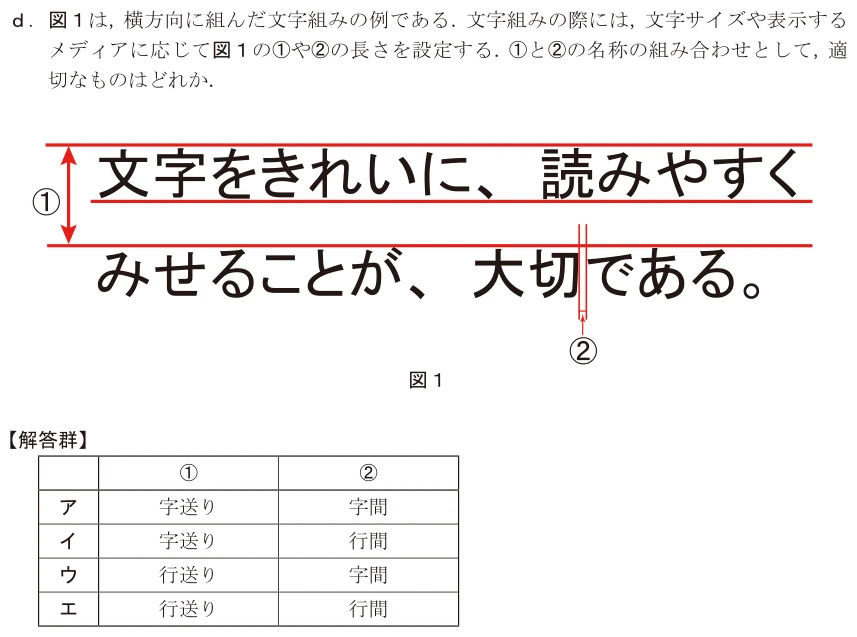 d． 図1は，横方向に組んだ文字組みの例である．文字組みの際には，文字サイズや表示する
メディアに応じて図1の①や②の長さを設定する．①と②の名称の組み合わせとして，適
切なものはどれか．
文字をきれいに、読みやすく
①
みせることが、大切である。
②
図1
【解答群】
① ②
ア 字送り 字間
イ 字送り 行間
ウ 行送り 字間
エ 行送り 行間